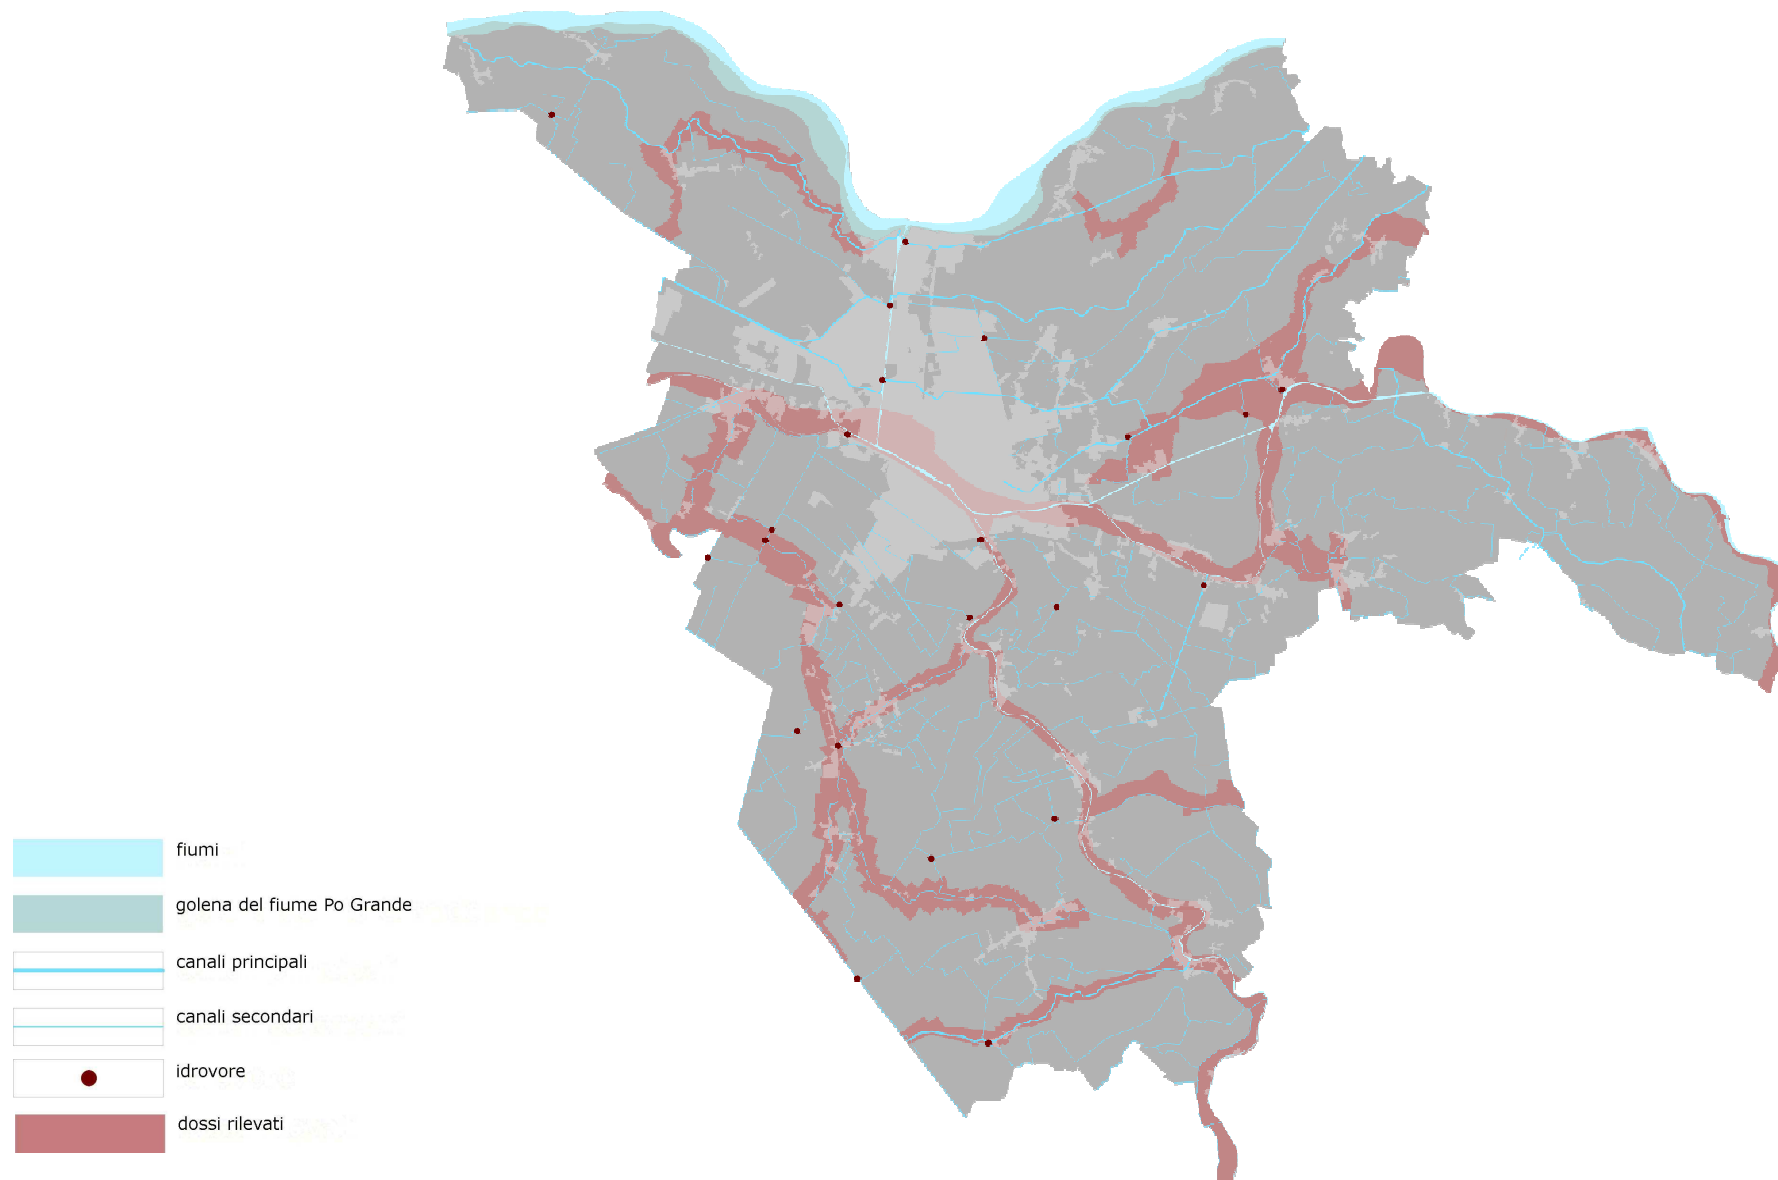 fiumi
golena del fiume Po Grande
canali principali
canali secondari
idrovore
dossi rilevati